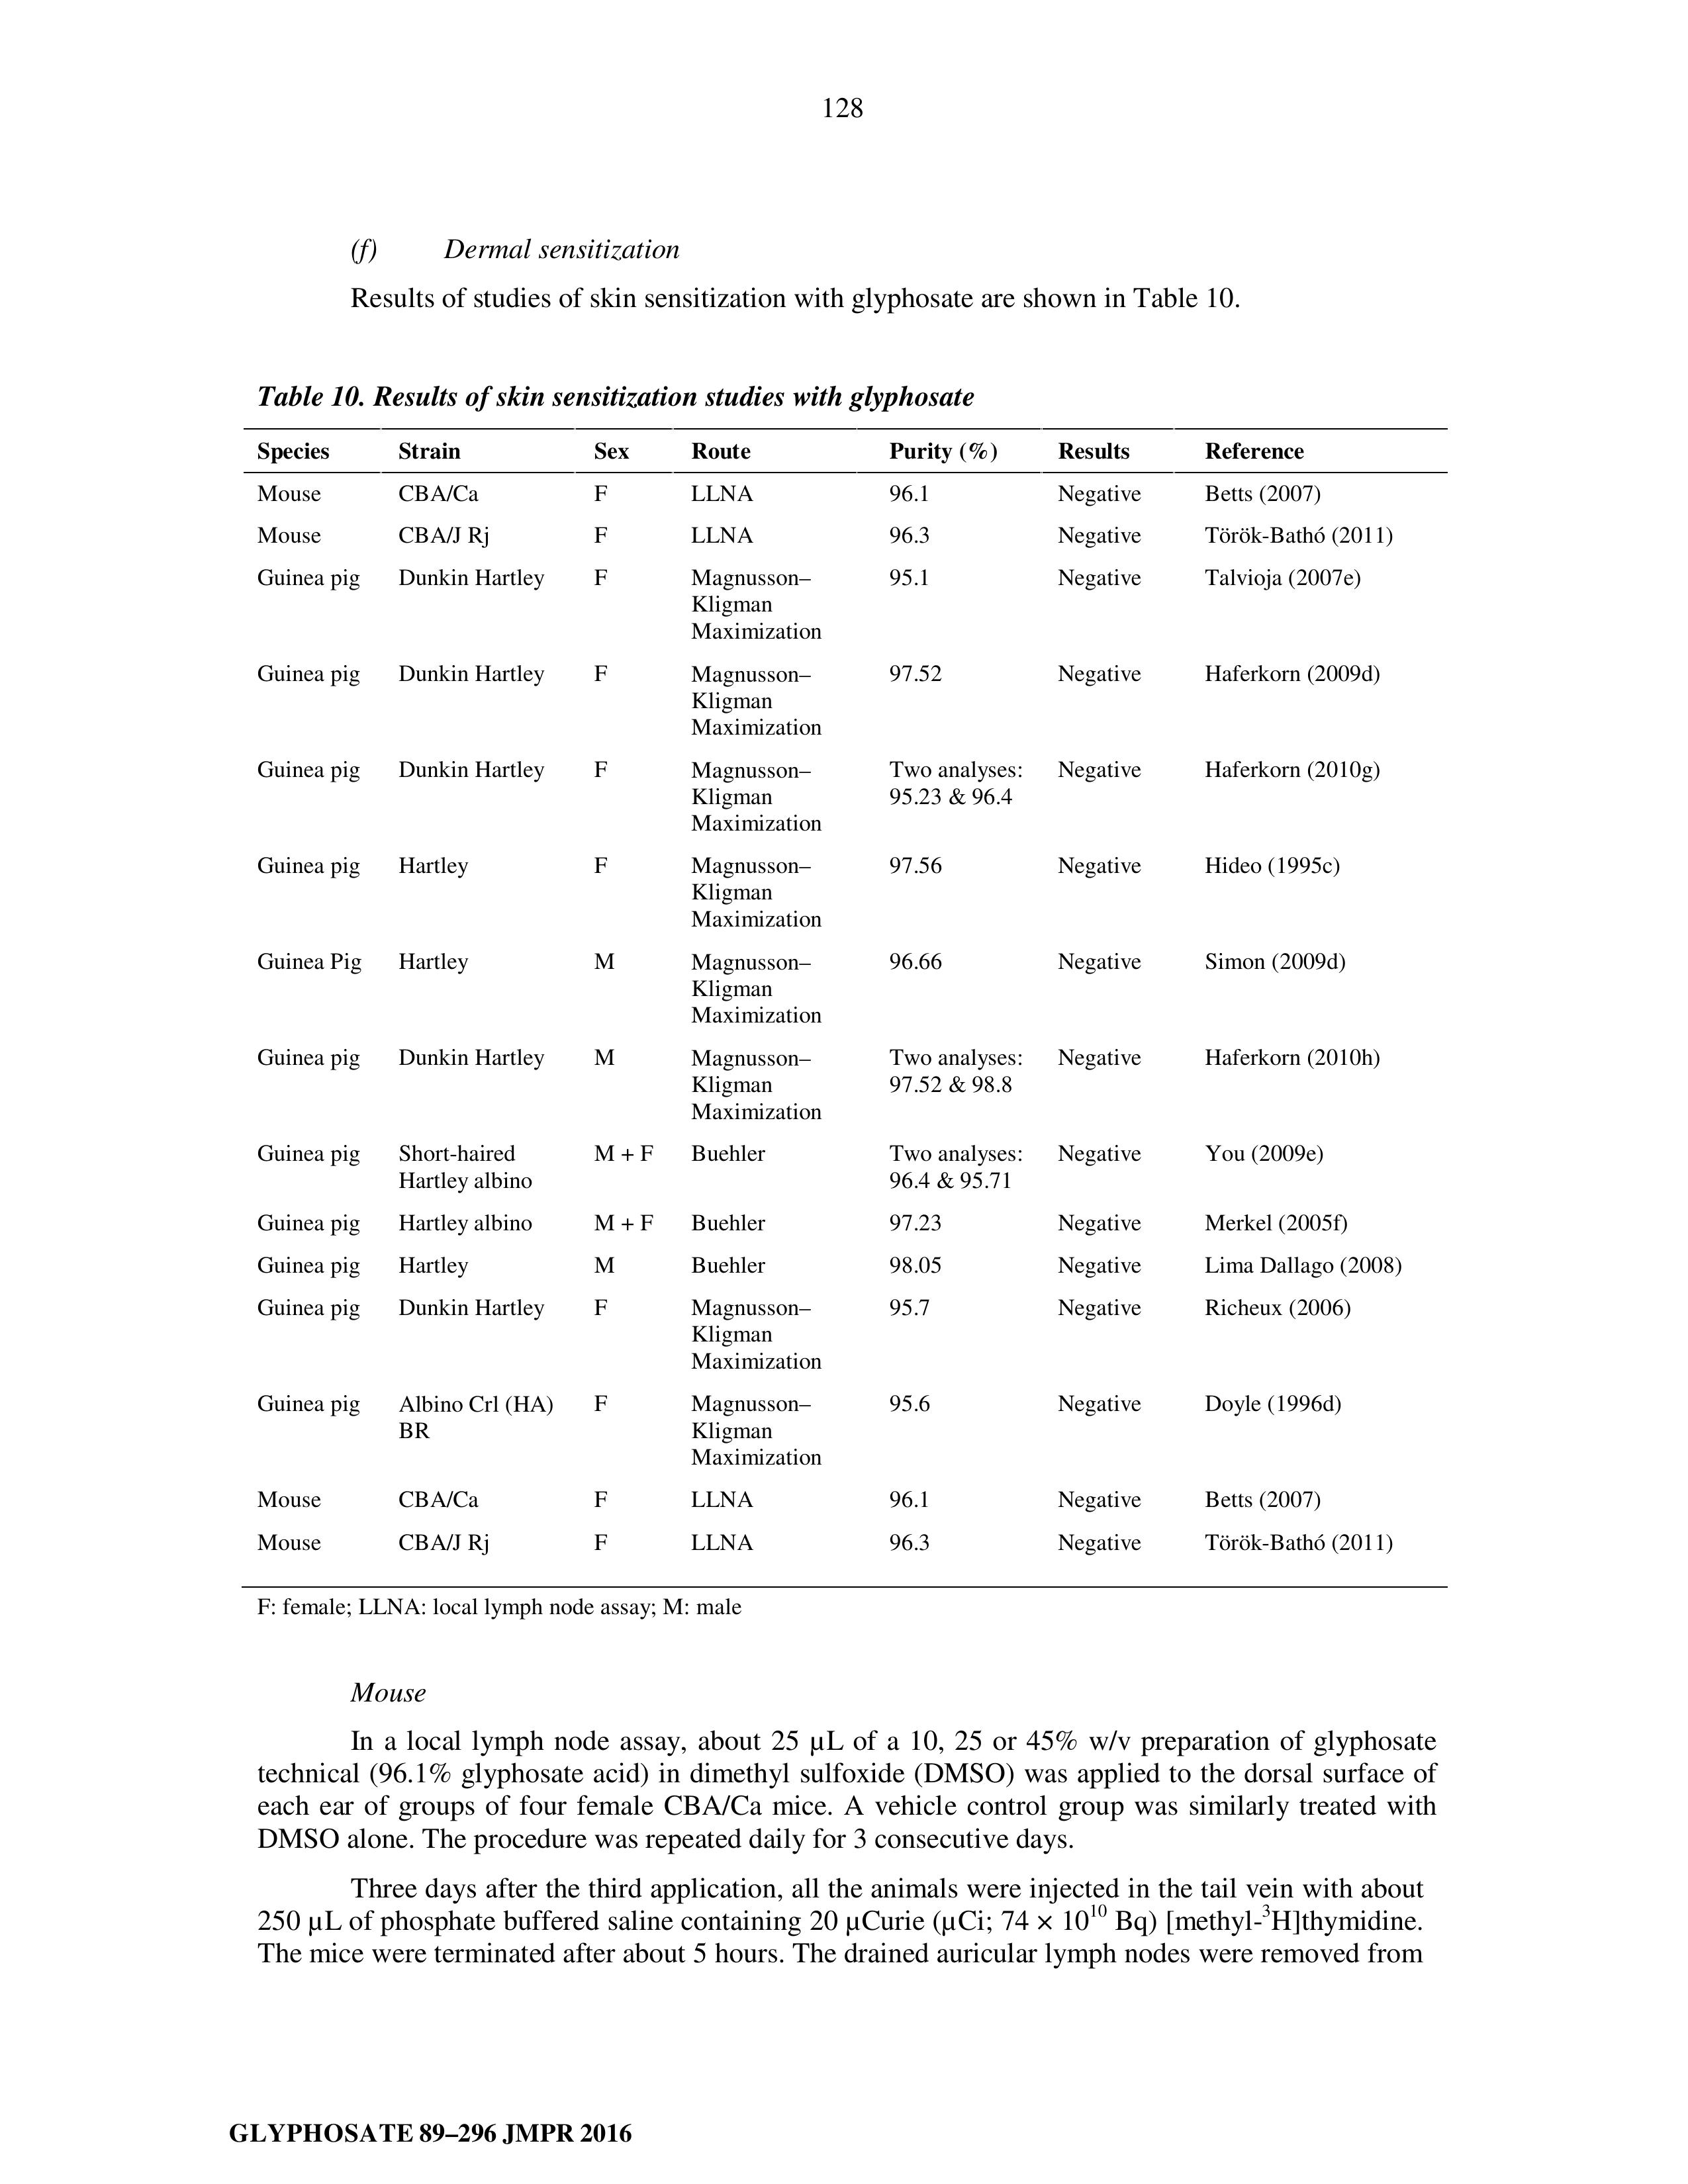 128
(f) Dermal sensitization
Results of studies of skin sensitization with glyphosate are shown in Table 10.
Table 10. Results of skin sensitization studies with glyphosate
Species Strain Sex Route Purity (%) Results Reference
Mouse CBA/Ca F LLNA 96.1 Negative Betts (2007)
Mouse CBA/J Rj F LLNA 96.3 Negative Török-Bathó (2011)
Guinea pig Dunkin Hartley F Magnusson– 95.1 Negative Talvioja (2007e)
Kligman
Maximization
Guinea pig Dunkin Hartley F Magnusson– 97.52 Negative Haferkorn (2009d)
Kligman
Maximization
Guinea pig Dunkin Hartley F Magnusson– Two analyses: Negative Haferkorn (2010g)
Kligman 95.23 & 96.4
Maximization
Guinea pig Hartley F Magnusson– 97.56 Negative Hideo (1995c)
Kligman
Maximization
Guinea Pig Hartley M Magnusson– 96.66 Negative Simon (2009d)
Kligman
Maximization
Guinea pig Dunkin Hartley M Magnusson– Two analyses: Negative Haferkorn (2010h)
Kligman 97.52 & 98.8
Maximization
Guinea pig Short-haired M + F Buehler Two analyses: Negative You (2009e)
Hartley albino 96.4 & 95.71
Guinea pig Hartley albino M + F Buehler 97.23 Negative Merkel (2005f)
Guinea pig Hartley M Buehler 98.05 Negative Lima Dallago (2008)
Guinea pig Dunkin Hartley F Magnusson– 95.7 Negative Richeux (2006)
Kligman
Maximization
Guinea pig Albino Crl (HA) F Magnusson– 95.6 Negative Doyle (1996d)
BR Kligman
Maximization
Mouse CBA/Ca F LLNA 96.1 Negative Betts (2007)
Mouse CBA/J Rj F LLNA 96.3 Negative Török-Bathó (2011)
F: female; LLNA: local lymph node assay; M: male
Mouse
In a local lymph node assay, about 25 µL of a 10, 25 or 45% w/v preparation of glyphosate
technical (96.1% glyphosate acid) in dimethyl sulfoxide (DMSO) was applied to the dorsal surface of
each ear of groups of four female CBA/Ca mice. A vehicle control group was similarly treated with
DMSO alone. The procedure was repeated daily for 3 consecutive days.
Three days after the third application, all the animals were injected in the tail vein with about
250 µL of phosphate buffered saline containing 20 µCurie (µCi; 74 × 10¹⁰ Bq) [methyl-³H]thymidine.
The mice were terminated after about 5 hours. The drained auricular lymph nodes were removed from
GLYPHOSATE 89–296 JMPR 2016